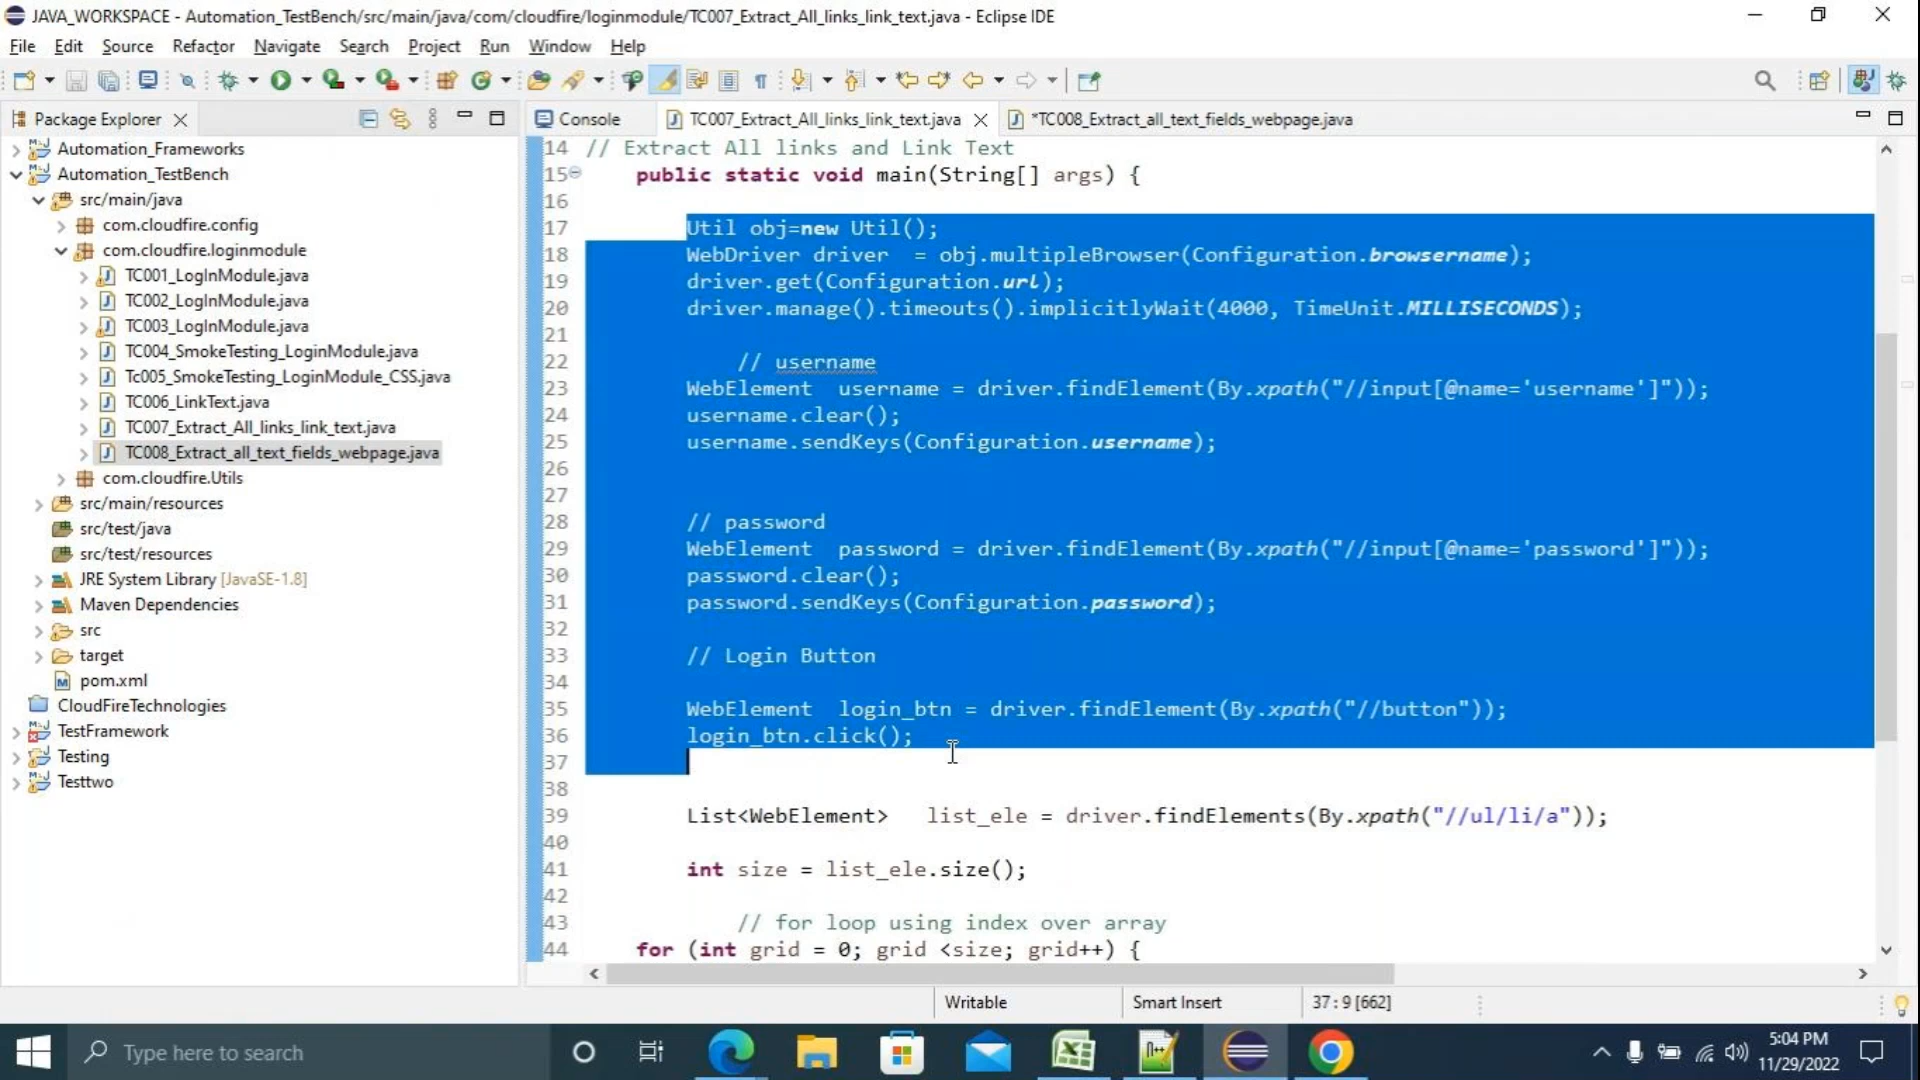 JAVA_WORKSPACE - Automation_TestBench/src/main/java/com/cloudfire/loginmodule/TC007_Extract_All_links_link_text.java - Eclipse IDE
File Edit Source Refactor Navigate Search Project Run Window Help
Package Explorer
Console TC007_Extract_All_links_link_text.java *TC008_Extract_all_text_fields_webpage.java
Automation_Frameworks
Automation_TestBench
src/main/java
com.cloudfire.config
com.cloudfire.loginmodule
TC001_LogInModule.java
TC002_LogInModule.java
TC003_LogInModule.java
TC004_SmokeTesting_LoginModule.java
Tc005_SmokeTesting_LoginModule_CSS.java
TC006_LinkText.java
TC007_Extract_All_links_link_text.java
TC008_Extract_all_text_fields_webpage.java
com.cloudfire.Utils
src/main/resources
src/test/java
src/test/resources
JRE System Library [JavaSE-1.8]
Maven Dependencies
src
target
pom.xml
CloudFireTechnologies
TestFramework
Testing
Testtwo
14 // Extract All links and Link Text
15 public static void main(String[] args) {
16
17 Util obj=new Util();
18 WebDriver driver = obj.multipleBrowser(Configuration.browsername);
19 driver.get(Configuration.url);
20 driver.manage().timeouts().implicitlyWait(4000, TimeUnit.MILLISECONDS);
21
22 // username
23 WebElement username = driver.findElement(By.xpath("//input[@name='username']"));
24 username.clear();
25 username.sendKeys(Configuration.username);
26
27
28 // password
29 WebElement password = driver.findElement(By.xpath("//input[@name='password']"));
30 password.clear();
31 password.sendKeys(Configuration.password);
32
33 // Login Button
34
35 WebElement login_btn = driver.findElement(By.xpath("//button"));
36 login_btn.click();
37
38
39 List<WebElement> list_ele = driver.findElements(By.xpath("//ul/li/a"));
40
41 int size = list_ele.size();
42
43 // for loop using index over array
44 for (int grid = 0; grid <size; grid++) {
Writable Smart Insert 37 : 9 [662]
Type here to search
5:04 PM
11/29/2022